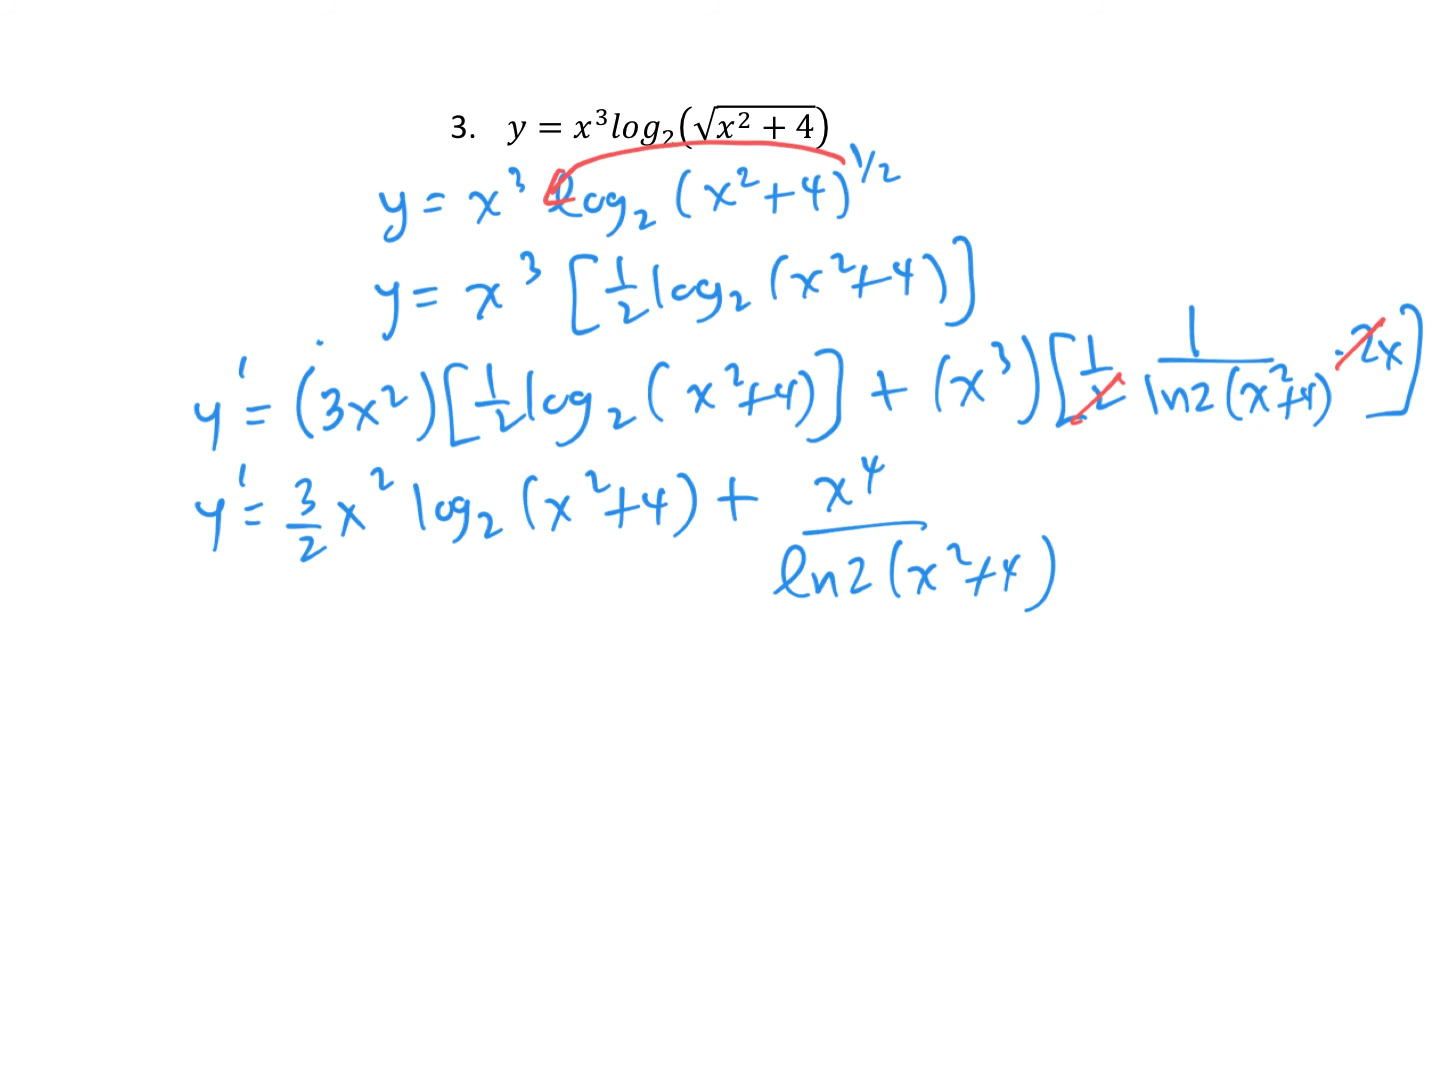 3. y = x³log₂(√(x² + 4))
y = x³ log₂ (x²+4)^1/2
y = x³ [1/2 log₂ (x²+4)]
y' = (3x²)[1/2 log₂ (x²+4)] + (x³)[1/2 1/(ln2 (x²+4)) · 2x]
y' = 3/2 x² log₂ (x²+4) + x⁴/(ln2 (x²+4))